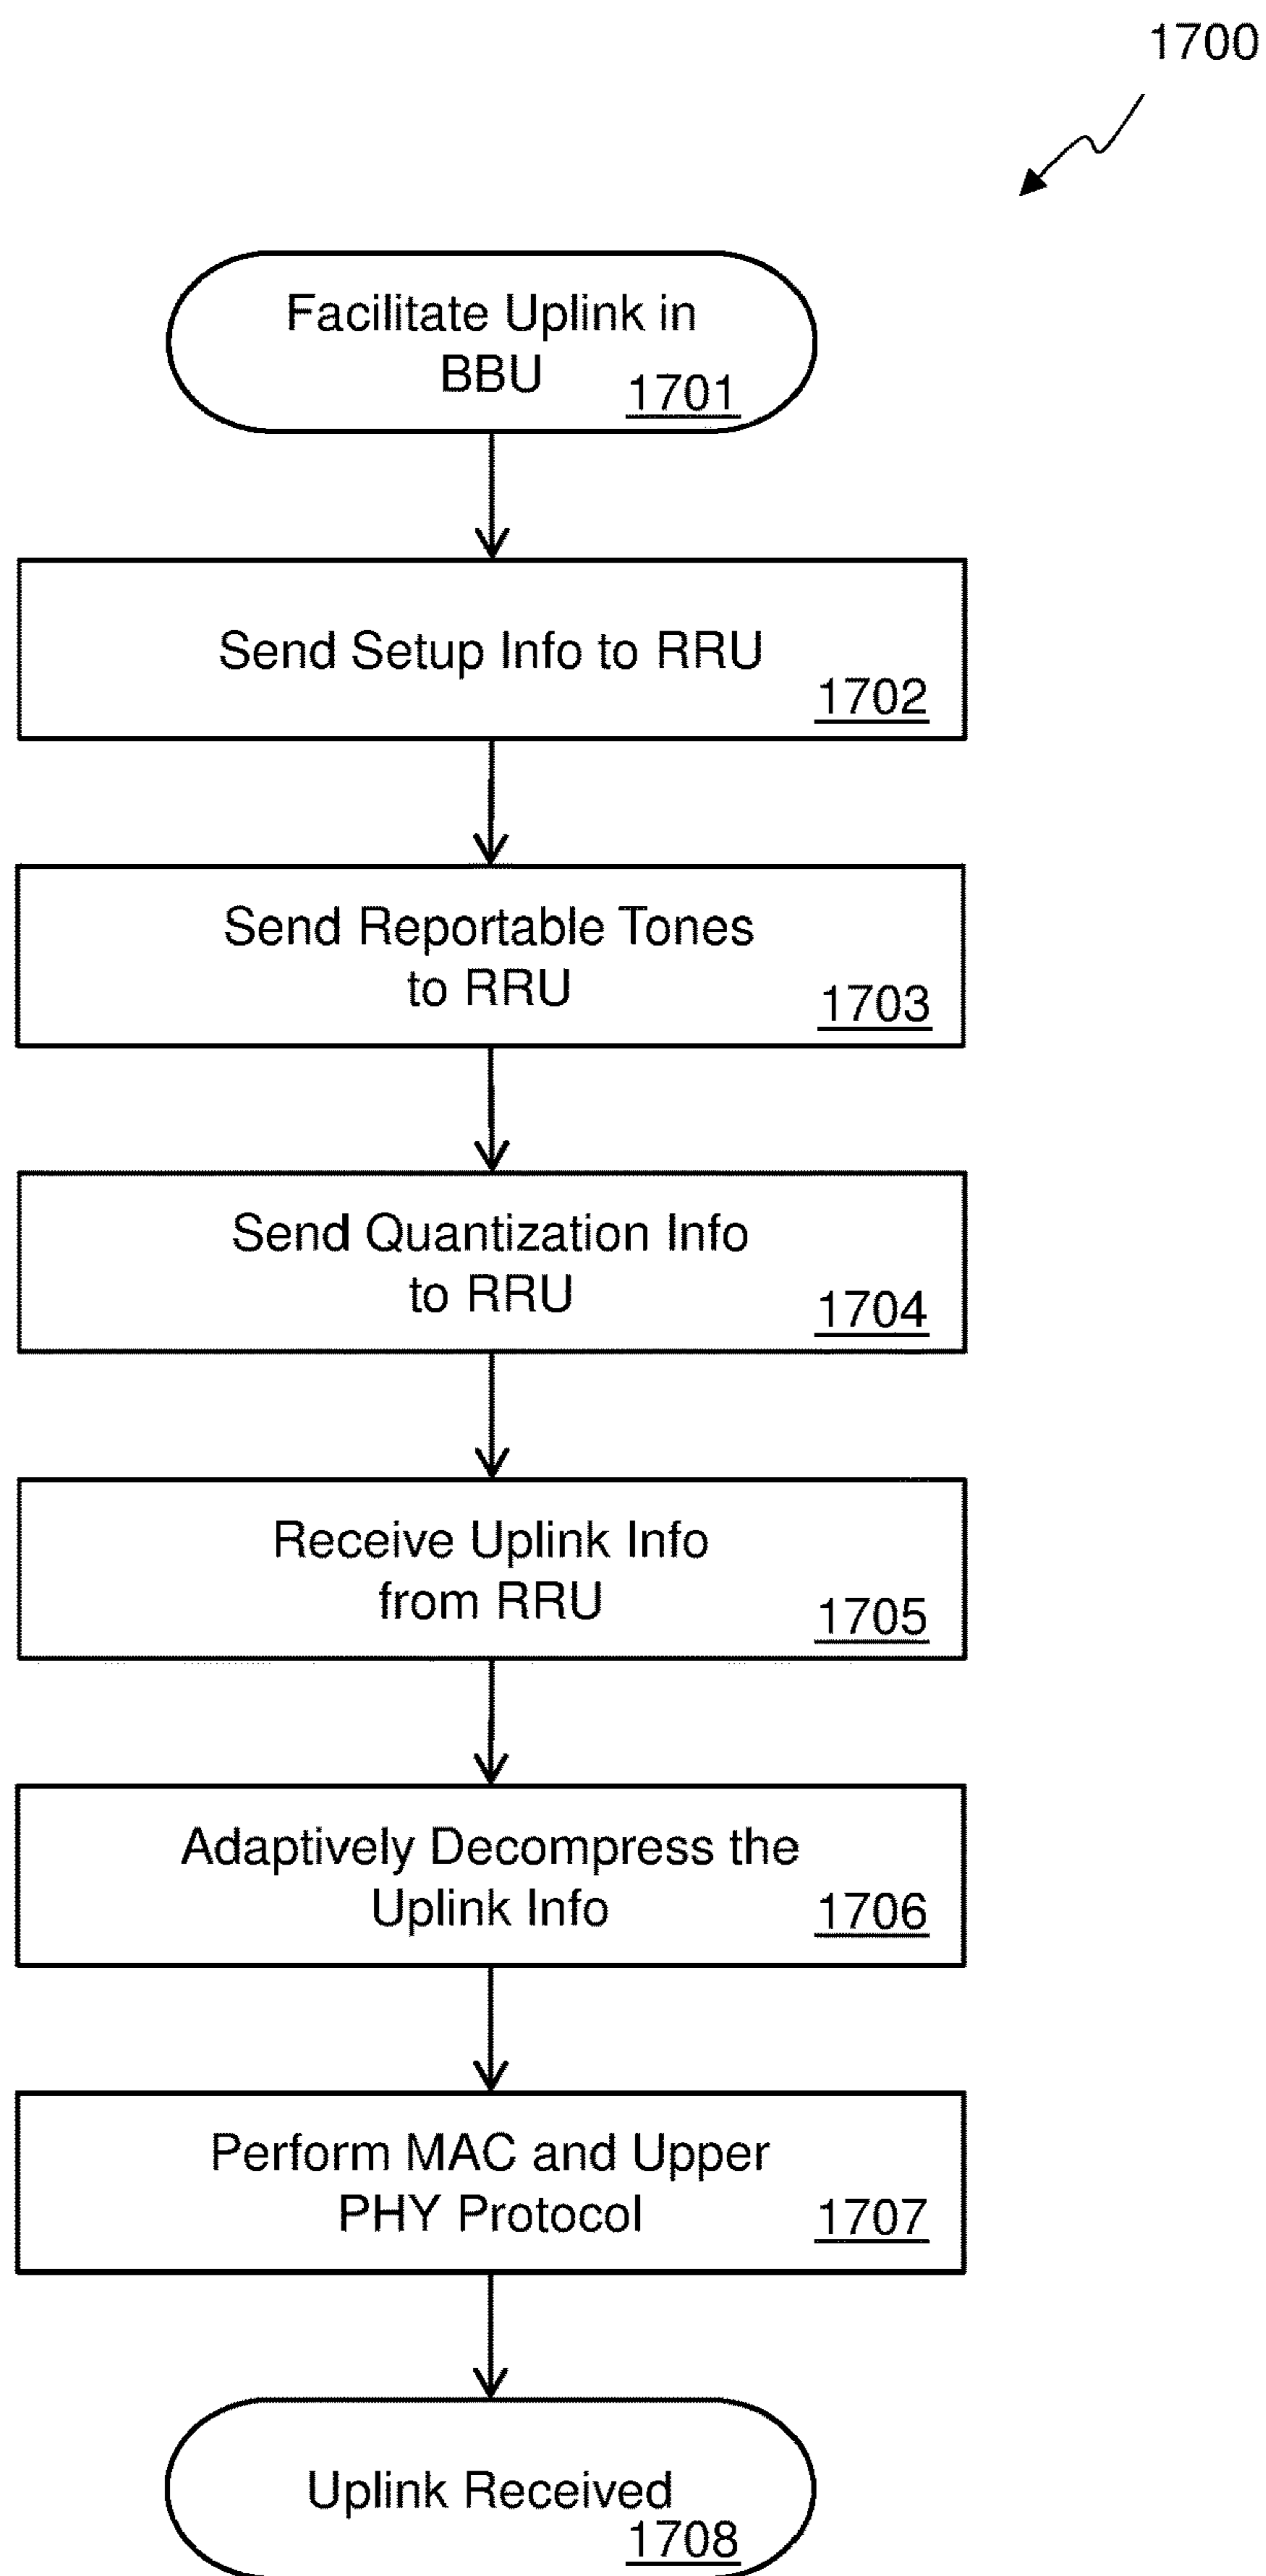 1700
Facilitate Uplink in
BBU
1701
Send Setup Info to RRU
1702
Send Reportable Tones
to RRU
1703
Send Quantization Info
to RRU
1704
Receive Uplink Info
from RRU
1705
Adaptively Decompress the
Uplink Info
1706
Perform MAC and Upper
PHY Protocol
1707
Uplink Received
1708